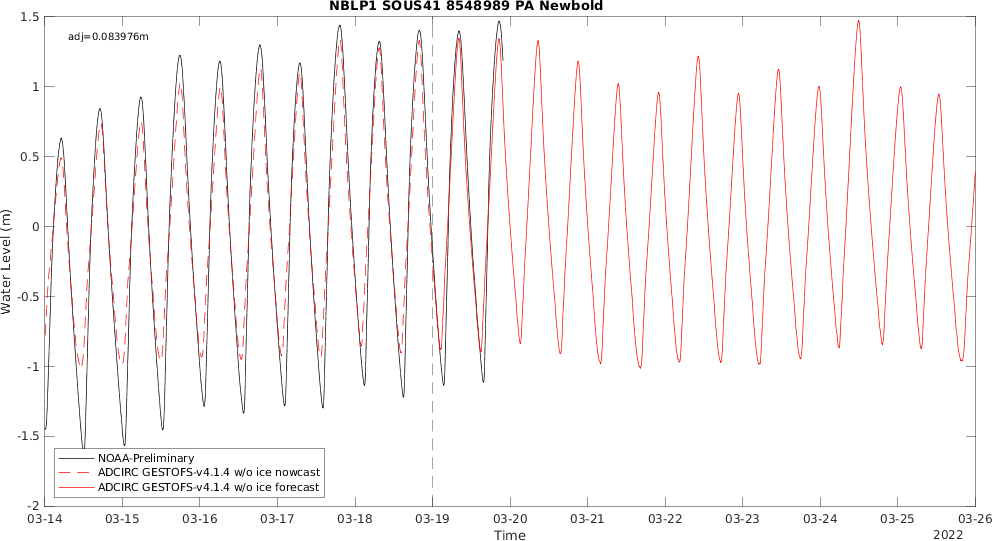 NBLP1 SOUS41 8548989 PA Newbold
adj=0.083976m
1.5
1
0.5
0
-0.5
-1
-1.5
-2
Water Level (m)
NOAA-Preliminary
ADCIRC GESTOFS-v4.1.4 w/o ice nowcast
ADCIRC GESTOFS-v4.1.4 w/o ice forecast
03-14 03-15 03-16 03-17 03-18 03-19 03-20 03-21 03-22 03-23 03-24 03-25 03-26
Time
2022